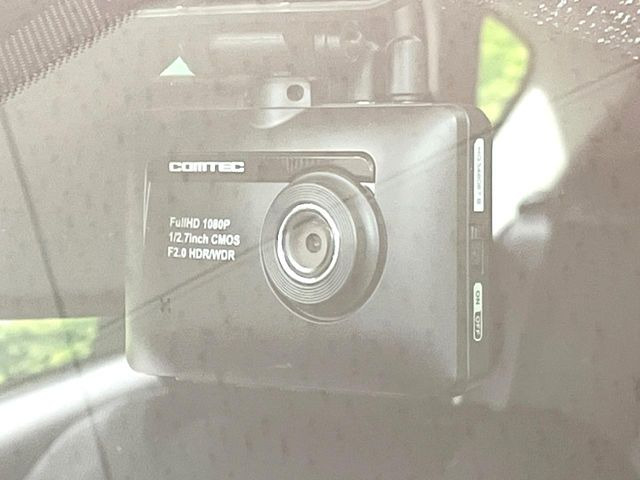 COMTEC
FullHD 1080P
1/2.7inch CMOS
F2.0 HDR/WDR
ON OFF